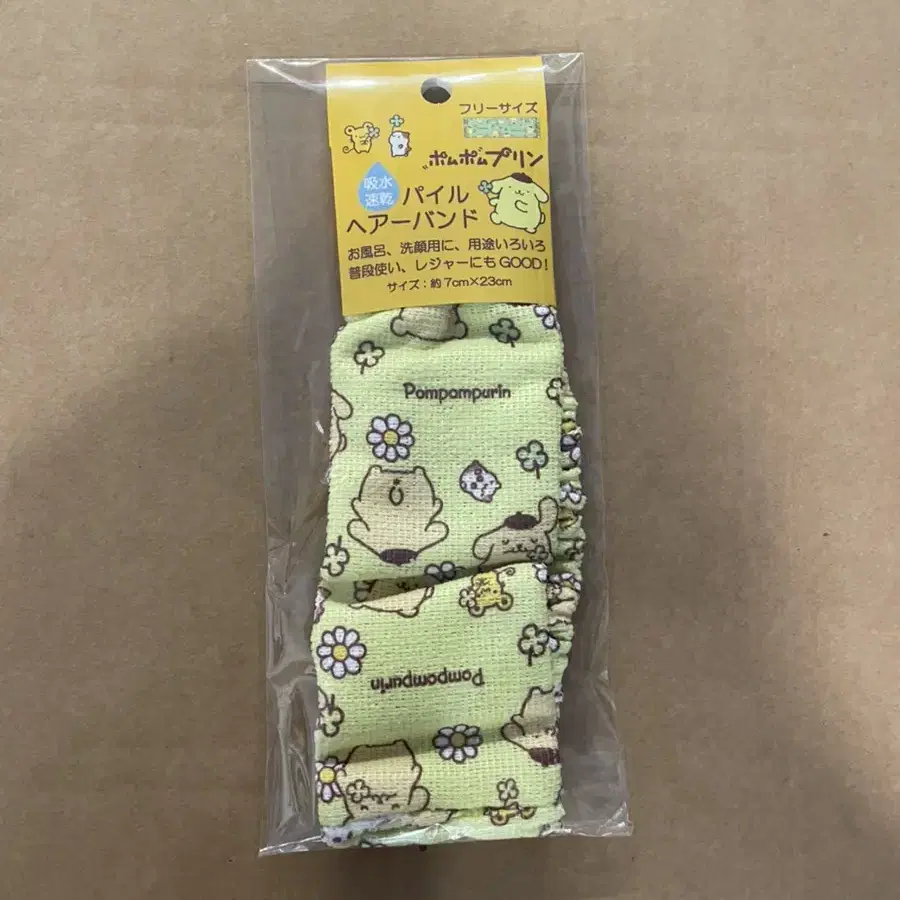 フリーサイズ
ポムポムプリン
吸水
速乾
パイル
ヘアーバンド
お風呂、洗顔用に、用途いろいろ
普段使い、レジャーにもGOOD!
サイズ:約7cm×23cm
Pompompurin
Pompompurin